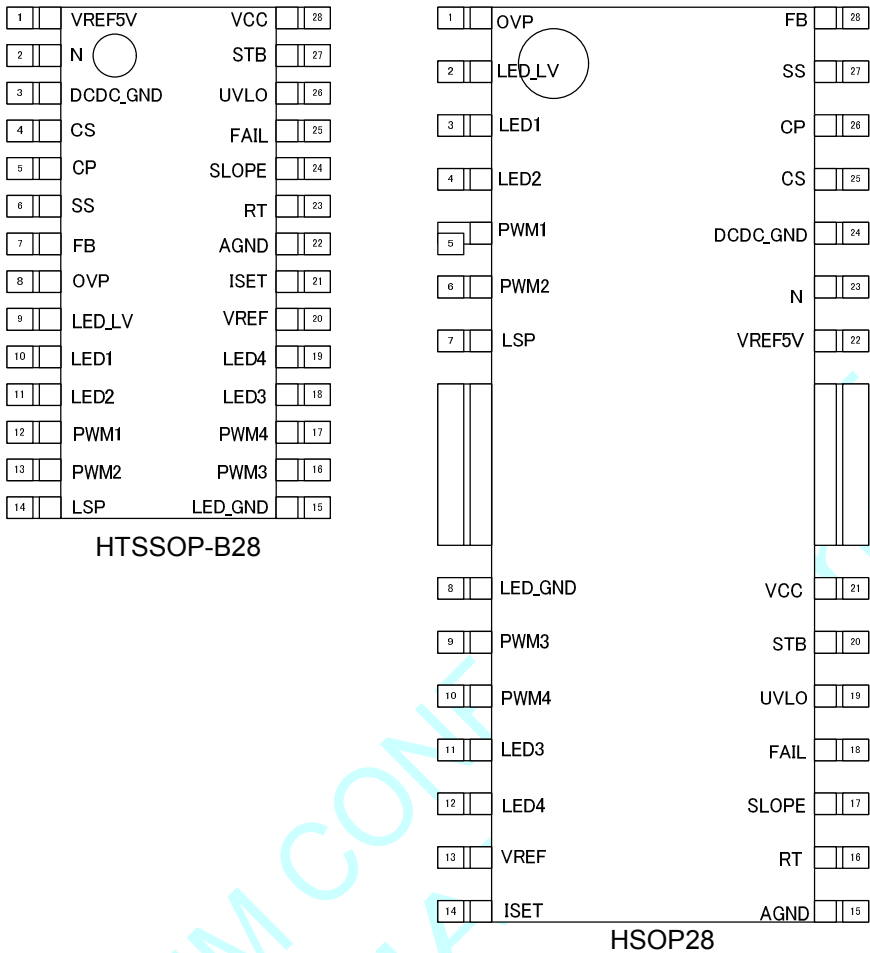 1 VREF5V VCC 28
2 N STB 27
3 DCDC_GND UVLO 26
4 CS FAIL 25
5 CP SLOPE 24
6 SS RT 23
7 FB AGND 22
8 OVP ISET 21
9 LED_LV VREF 20
10 LED1 LED4 19
11 LED2 LED3 18
12 PWM1 PWM4 17
13 PWM2 PWM3 16
14 LSP LED_GND 15
HTSSOP-B28
1 OVP FB 28
2 LED_LV SS 27
3 LED1 CP 26
4 LED2 CS 25
5 PWM1 DCDC_GND 24
6 PWM2 N 23
7 LSP VREF5V 22
8 LED_GND VCC 21
9 PWM3 STB 20
10 PWM4 UVLO 19
11 LED3 FAIL 18
12 LED4 SLOPE 17
13 VREF RT 16
14 ISET AGND 15
HSOP28